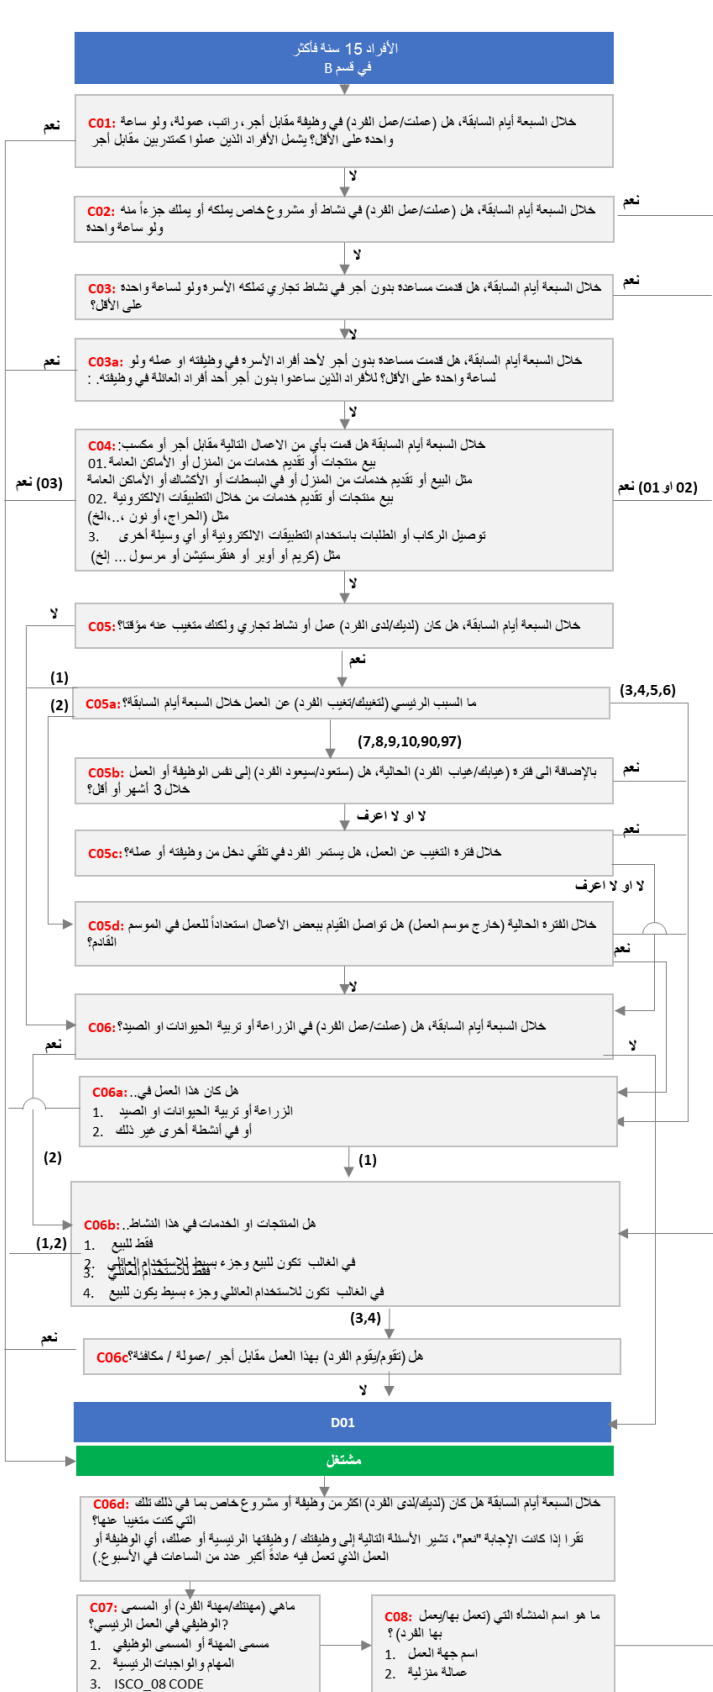 الأفراد 15 سنة فأكثر
في قسم B
نعم
C01: خلال السبعة أيام السابقة، هل (عملت/عمل الفرد) في وظيفة مقابل أجر، راتب، عمولة، ولو ساعة
واحدة على الأقل؟ يشمل الأفراد الذين عملوا كمتدربين مقابل أجر
لا
نعم
C02: خلال السبعة أيام السابقة، هل (عملت/عمل الفرد) في نشاط أو مشروع خاص يملكه أو يملك جزءاً منه
ولو ساعة واحدة
لا
نعم
C03: خلال السبعة أيام السابقة، هل قدمت مساعدة بدون أجر في نشاط تجاري تملكه الأسرة ولو لساعة واحدة
على الأقل؟
لا
نعم
C03a: خلال السبعة أيام السابقة، هل قدمت مساعدة بدون أجر لأحد أفراد الأسرة في وظيفته او عمله ولو
لساعة واحدة على الأقل؟ للأفراد الذين ساعدوا بدون أجر أحد أفراد العائلة في وظيفته. :
لا
C04: خلال السبعة أيام السابقة هل قمت بأي من الاعمال التالية مقابل أجر أو مكسب:
01. بيع منتجات أو تقديم خدمات من المنزل أو الأماكن العامة
مثل البيع أو تقديم خدمات من المنزل أو في البسطات أو الأكشاك أو الأماكن العامة
02. بيع منتجات أو تقديم خدمات من خلال التطبيقات الالكترونية
مثل (الحراج، أو نون ،..،الخ)
3. توصيل الركاب أو الطلبات باستخدام التطبيقات الالكترونية أو أي وسيلة أخرى
مثل (كريم أو أوبر أو هنقرستيشن أو مرسول ... إلخ)
(03) نعم
(01 او 02) نعم
لا
لا
C05: خلال السبعة أيام السابقة، هل كان (لديك/لدى الفرد) عمل أو نشاط تجاري ولكنك متغيب عنه مؤقتا؟
نعم
(1)
(2)
C05a: ما السبب الرئيسي (لتغيبك/تغيب الفرد) عن العمل خلال السبعة أيام السابقة؟
(3,4,5,6)
(7,8,9,10,90,97)
C05b: بالإضافة الى فترة (غيابك/غياب الفرد) الحالية، هل (ستعود/سيعود الفرد) إلى نفس الوظيفة أو العمل
خلال 3 أشهر أو أقل؟
نعم
لا او لا اعرف
نعم
C05c: خلال فترة التغيب عن العمل، هل يستمر الفرد في تلقي دخل من وظيفته أو عمله؟
لا او لا اعرف
C05d: خلال الفترة الحالية (خارج موسم العمل) هل تواصل القيام ببعض الأعمال استعداداً للعمل في الموسم
القادم؟
نعم
لا
C06: خلال السبعة أيام السابقة، هل (عملت/عمل الفرد) في الزراعة أو تربية الحيوانات او الصيد؟
نعم
لا
C06a: هل كان هذا العمل في..
1. الزراعة أو تربية الحيوانات او الصيد
2. أو في أنشطة أخرى غير ذلك
(2)
(1)
C06b: هل المنتجات او الخدمات في هذا النشاط..
1. فقط للبيع
2. في الغالب تكون للبيع وجزء بسيط للاستخدام العائلي
3. فقط للاستخدام العائلي
4. في الغالب تكون للاستخدام العائلي وجزء بسيط يكون للبيع
(1,2)
(3,4)
نعم
C06c هل (تقوم/يقوم الفرد) بهذا العمل مقابل أجر /عمولة / مكافئة؟
لا
D01
مشتغل
C06d: خلال السبعة أيام السابقة هل كان (لديك/لدى الفرد) اكثر من وظيفة أو مشروع خاص بما في ذلك تلك
التي كنت متغيبا عنها؟
تقرا إذا كانت الإجابة "نعم"، تشير الأسئلة التالية إلى وظيفتك / وظيفتها الرئيسية أو عملك، أي الوظيفة أو
العمل الذي تعمل فيه عادةً أكبر عدد من الساعات في الأسبوع.)
C07: ماهي (مهنتك/مهنة الفرد) أو المسمى
الوظيفي في العمل الرئيسي؟?
1. مسمى المهنة أو المسمى الوظيفي
2. المهام والواجبات الرئيسية
3. ISCO_08 CODE
C08: ما هو اسم المنشأة التي (تعمل بها/يعمل
بها الفرد) ؟
1. اسم جهة العمل
2. عمالة منزلية